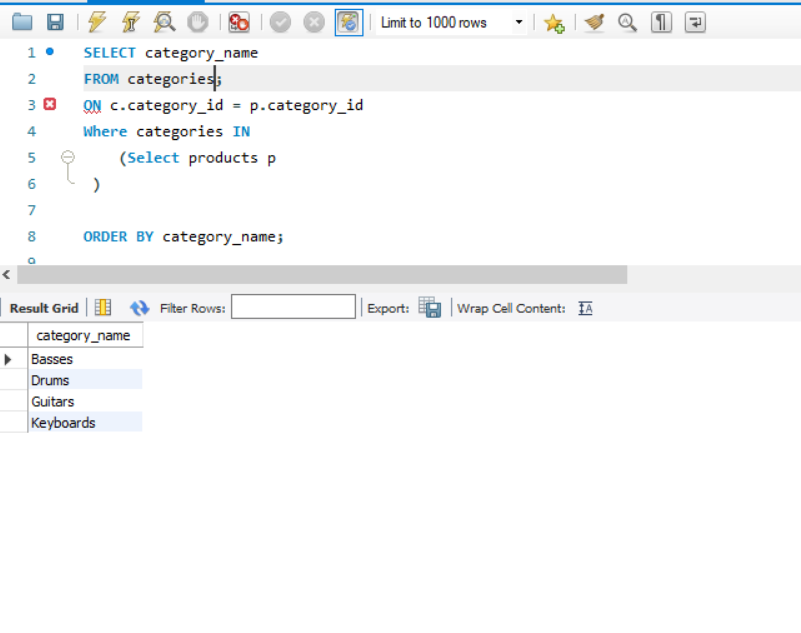 Limit to 1000 rows
1 SELECT category_name
2 FROM categories;
3 ON c.category_id = p.category_id
4 Where categories IN
5 (Select products p
6 )
7
8 ORDER BY category_name;
9
Result Grid Filter Rows: Export: Wrap Cell Content: IA
category_name
Basses
Drums
Guitars
Keyboards